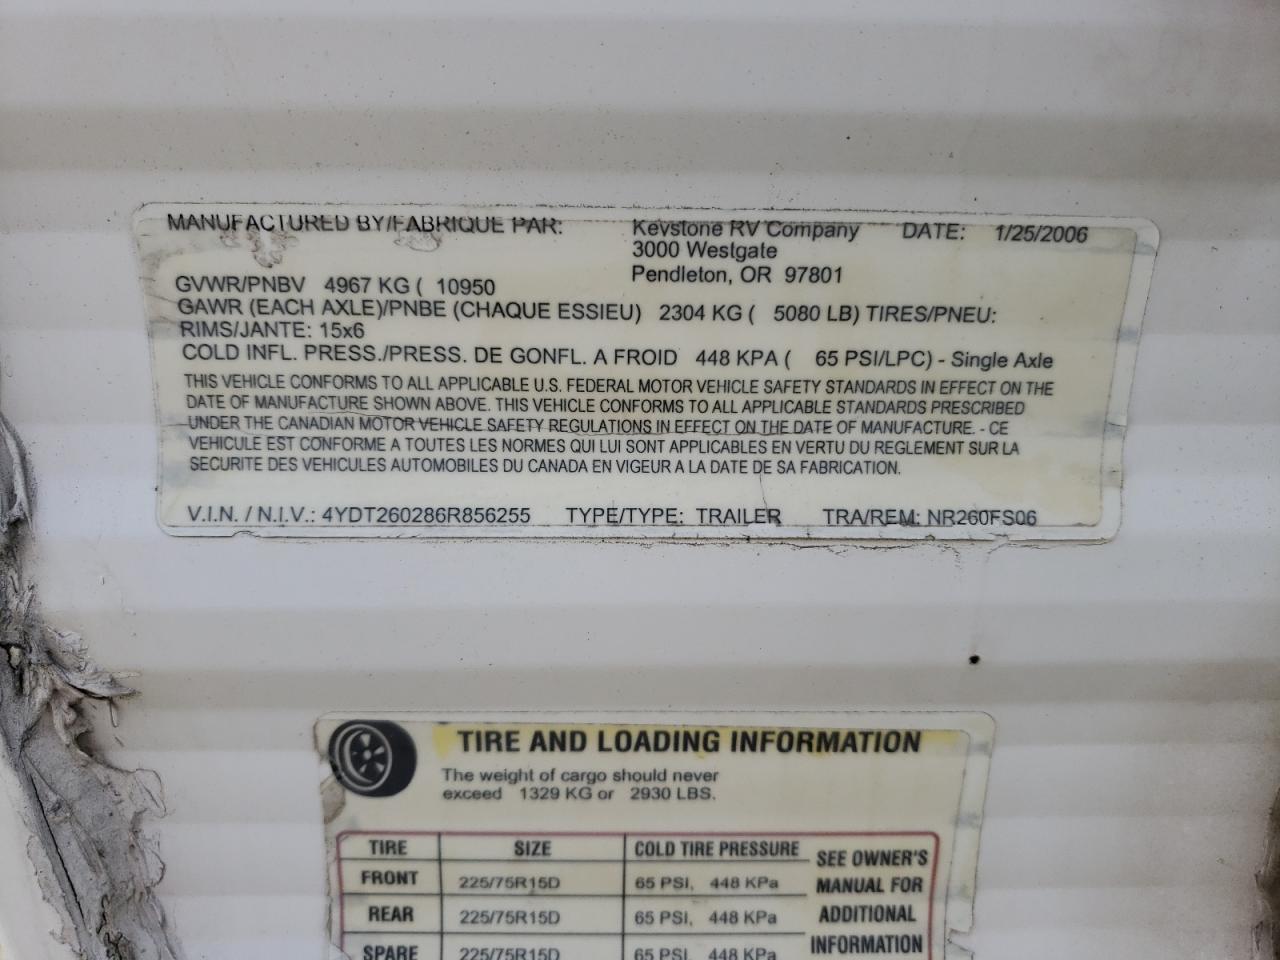 MANUFACTURED BY/FABRIQUE PAR: Keystone RV Company DATE: 1/25/2006
3000 Westgate
Pendleton, OR 97801
GVWR/PNBV 4967 KG ( 10950
GAWR (EACH AXLE)/PNBE (CHAQUE ESSIEU) 2304 KG ( 5080 LB) TIRES/PNEU:
RIMS/JANTE: 15x6
COLD INFL. PRESS./PRESS. DE GONFL. A FROID 448 KPA ( 65 PSI/LPC) - Single Axle
THIS VEHICLE CONFORMS TO ALL APPLICABLE U.S. FEDERAL MOTOR VEHICLE SAFETY STANDARDS IN EFFECT ON THE
DATE OF MANUFACTURE SHOWN ABOVE. THIS VEHICLE CONFORMS TO ALL APPLICABLE STANDARDS PRESCRIBED
UNDER THE CANADIAN MOTOR VEHICLE SAFETY REGULATIONS IN EFFECT ON THE DATE OF MANUFACTURE. - CE
VEHICULE EST CONFORME A TOUTES LES NORMES QUI LUI SONT APPLICABLES EN VERTU DU REGLEMENT SUR LA
SECURITE DES VEHICULES AUTOMOBILES DU CANADA EN VIGEUR A LA DATE DE SA FABRICATION.
V.I.N. / N.I.V.: 4YDT260286R856255 TYPE/TYPE: TRAILER TRA/REM: NR260FS06
TIRE AND LOADING INFORMATION
The weight of cargo should never
exceed 1329 KG or 2930 LBS.
TIRE SIZE COLD TIRE PRESSURE SEE OWNER'S
FRONT 225/75R15D 65 PSI, 448 KPa MANUAL FOR
REAR 225/75R15D 65 PSI, 448 KPa ADDITIONAL
SPARE 225/75R15D 65 PSI, 448 KPa INFORMATION